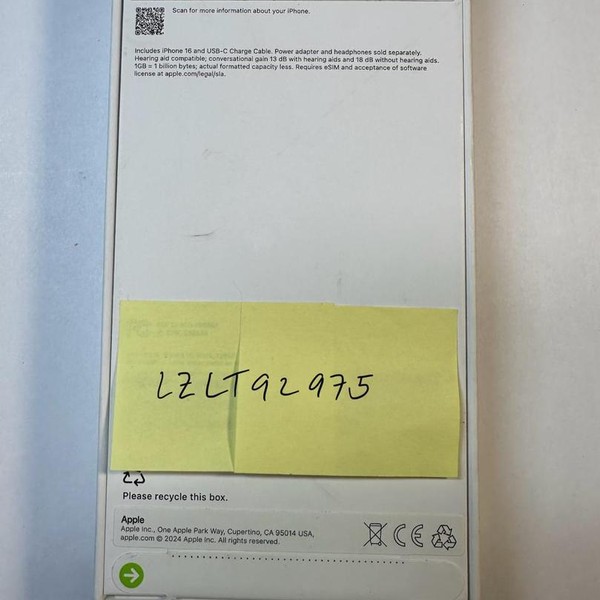 Scan for more information about your iPhone.
Includes iPhone 16 and USB-C Charge Cable. Power adapter and headphones sold separately.
Hearing aid compatible; conversational gain 13 dB with hearing aids and 18 dB without hearing aids.
1GB = 1 billion bytes; actual formatted capacity less. Requires eSIM and acceptance of software
license at apple.com/legal/sla.
LZLT92975
Please recycle this box.
Apple
Apple Inc., One Apple Park Way, Cupertino, CA 95014 USA,
apple.com © 2024 Apple Inc. All rights reserved.
CE